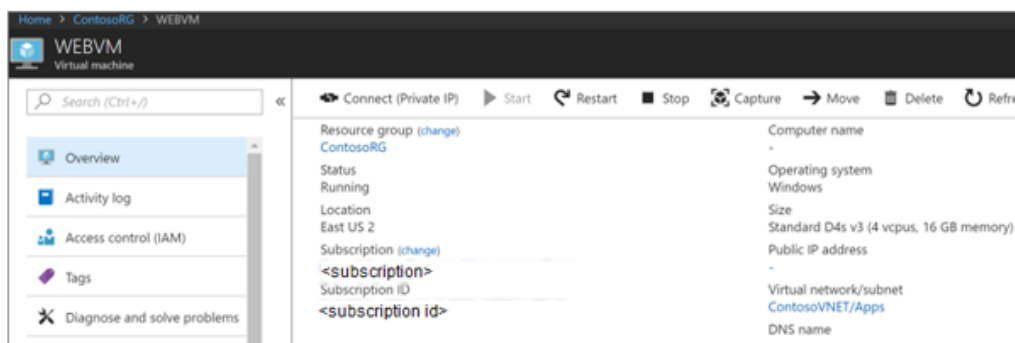 Home > ContosoRG > WEBVM
WEBVM
Virtual machine
Search (Ctrl+/)
«
Overview
Activity log
Access control (IAM)
Tags
Diagnose and solve problems
Connect (Private IP) Start Restart Stop Capture Move Delete Refre
Resource group (change)
ContosoRG
Status
Running
Location
East US 2
Subscription (change)
<subscription>
Subscription ID
<subscription id>
Computer name
-
Operating system
Windows
Size
Standard D4s v3 (4 vcpus, 16 GB memory)
Public IP address
-
Virtual network/subnet
ContosoVNET/Apps
DNS name